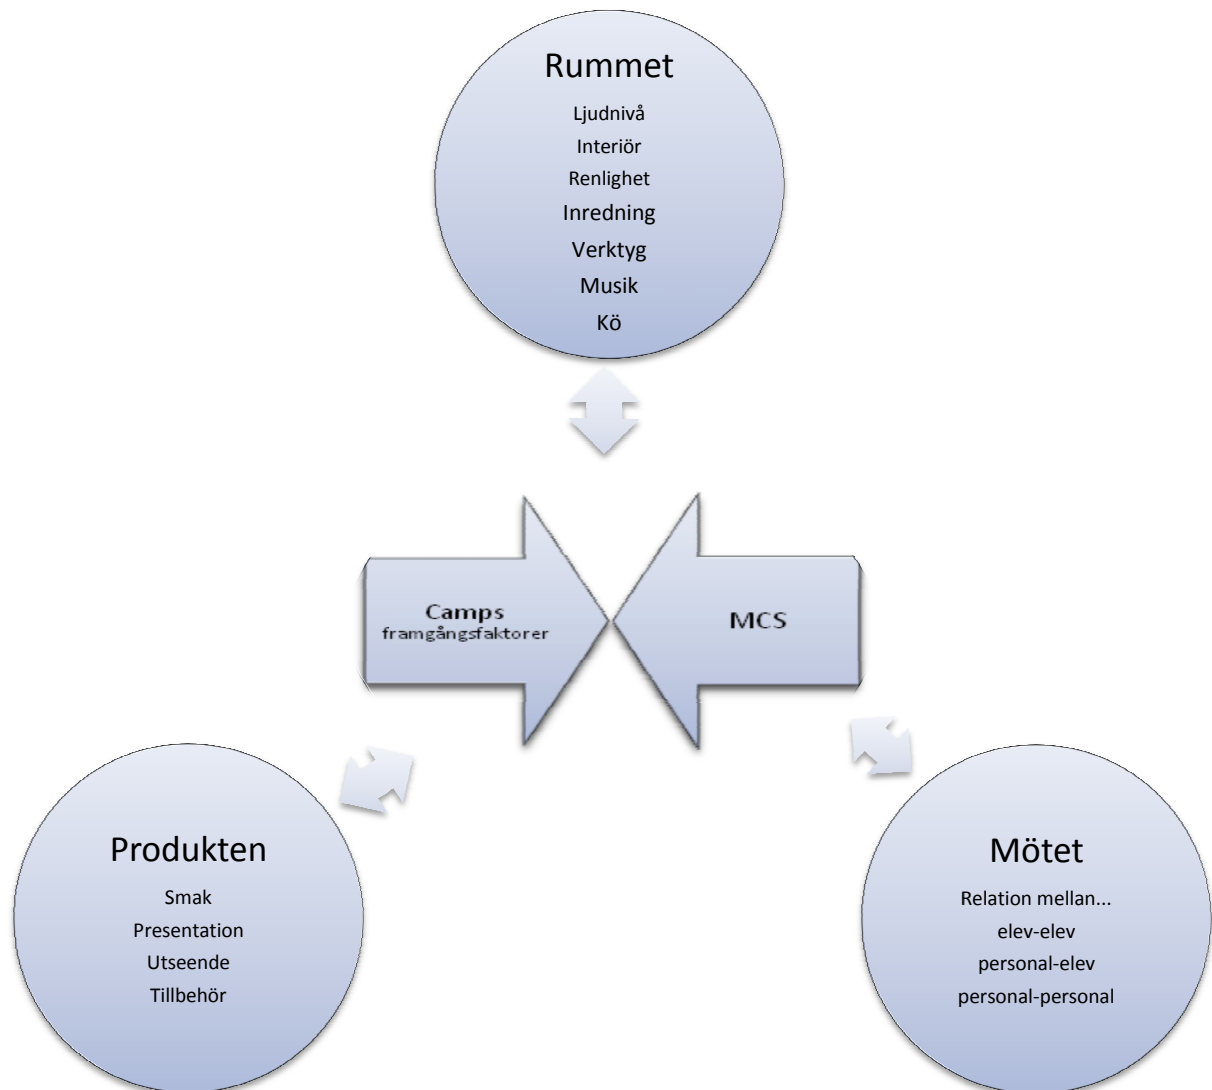 Rummet
Ljudnivå
Interiör
Renlighet
Inredning
Verktyg
Musik
Kö
Camps
framgångsfaktorer
MCS
Produkten
Smak
Presentation
Utseende
Tillbehör
Mötet
Relation mellan...
elev-elev
personal-elev
personal-personal